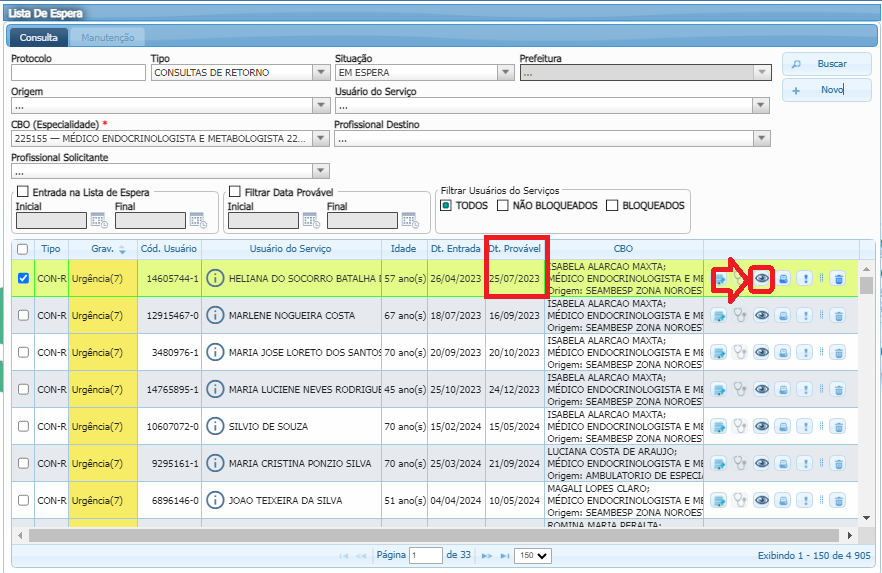 Lista De Espera
Consulta Manutenção
Protocolo Tipo Situação Prefeitura
CONSULTAS DE RETORNO EM ESPERA ...
Buscar
Origem Usuário do Serviço
Novo
... ...
CBO (Especialidade) * Profissional Destino
225155 — MÉDICO ENDOCRINOLOGISTA E METABOLOGISTA 22... ...
Profissional Solicitante
...
Entrada na Lista de Espera Filtrar Data Provável Filtrar Usuários do Serviços
Inicial Final Inicial Final
TODOS NÃO BLOQUEADOS BLOQUEADOS
Tipo Grav. Cód. Usuário Usuário do Serviço Idade Dt. Entrada Dt. Provável CBO
ISABELA ALARCAO MAXTA;
CON-R Urgência(7) 14605744-1 HELIANA DO SOCORRO BATALHA 57 ano(s) 26/04/2023 25/07/2023 MÉDICO ENDOCRINOLOGISTA E ME
Origem: SEAMBESP ZONA NOROEST
ISABELA ALARCAO MAXTA;
CON-R Urgência(7) 12915467-0 MARLENE NOGUEIRA COSTA 67 ano(s) 18/07/2023 16/09/2023 MÉDICO ENDOCRINOLOGISTA E ME
Origem: SEAMBESP ZONA NOROEST
ISABELA ALARCAO MAXTA;
CON-R Urgência(7) 3480976-1 MARIA JOSE LORETO DOS SANTOS 70 ano(s) 20/09/2023 20/10/2023 MÉDICO ENDOCRINOLOGISTA E ME
Origem: SEAMBESP ZONA NOROEST
ISABELA ALARCAO MAXTA;
CON-R Urgência(7) 14765895-1 MARIA LUCIENE NEVES RODRIGUE 45 ano(s) 25/10/2023 24/12/2023 MÉDICO ENDOCRINOLOGISTA E ME
Origem: SEAMBESP ZONA NOROEST
ISABELA ALARCAO MAXTA;
CON-R Urgência(7) 10607072-0 SILVIO DE SOUZA 70 ano(s) 15/02/2024 15/05/2024 MÉDICO ENDOCRINOLOGISTA E ME
Origem: SEAMBESP ZONA NOROEST
LUCIANA COSTA DE ARAUJO;
CON-R Urgência(7) 9295161-1 MARIA CRISTINA PONZIO SILVA 70 ano(s) 25/03/2024 21/09/2024 MÉDICO ENDOCRINOLOGISTA E ME
Origem: AMBULATORIO DE ESPECIA
MAGALI LOPES CLARO;
CON-R Urgência(7) 6896146-0 JOAO TEIXEIRA DA SILVA 51 ano(s) 04/04/2024 10/05/2024 MÉDICO ENDOCRINOLOGISTA E ME
Origem: SEAMBESP ZONA NOROEST
ROMINA MARIA PERALTA;
Página 1 de 33 150 Exibindo 1 - 150 de 4 905